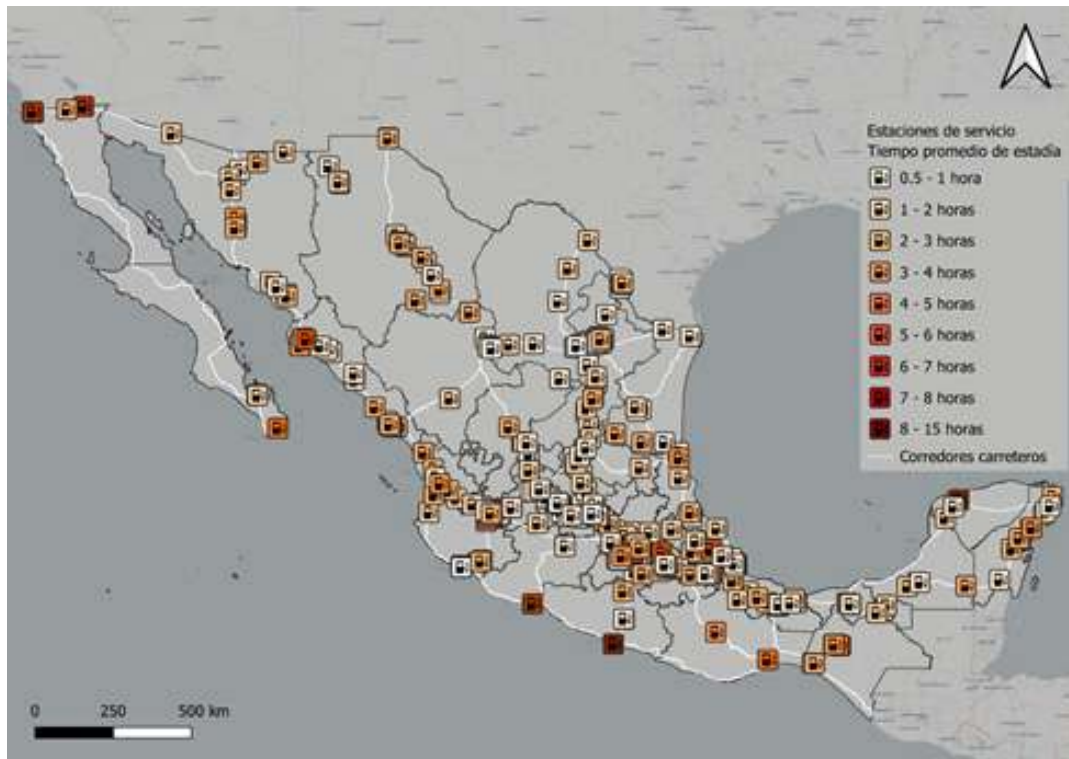 Estaciones de servicio
Tiempo promedio de estadía
0.5 - 1 hora
1 - 2 horas
2 - 3 horas
3 - 4 horas
4 - 5 horas
5 - 6 horas
6 - 7 horas
7 - 8 horas
8 - 15 horas
Corredores carreteros
0 250 500 km